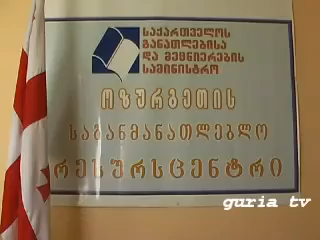 საქართველოს
განათლებისა
და მეცნიერების
სამინისტრო
ოზურგეთის
საგანმანათლებლო
რესურსცენტრი
guria tv